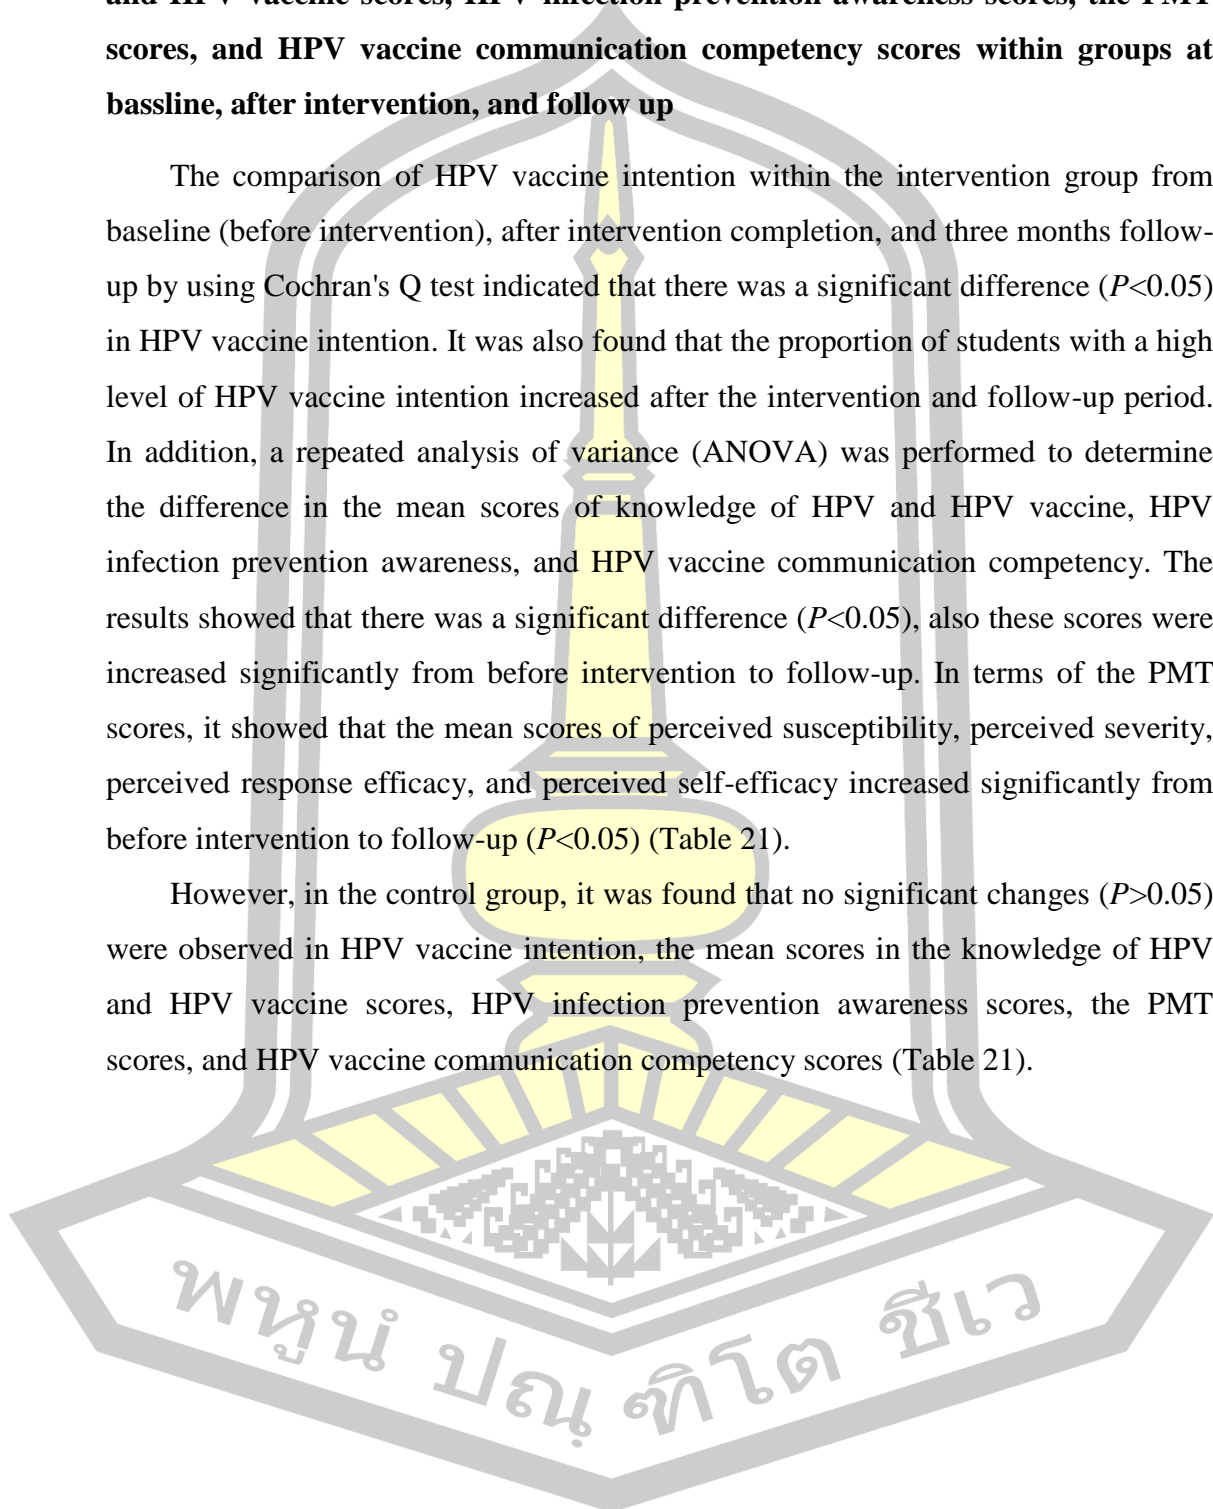 and HPV vaccine scores, HPV infection prevention awareness scores, the PMT
scores, and HPV vaccine communication competency scores within groups at
bassline, after intervention, and follow up
The comparison of HPV vaccine intention within the intervention group from
baseline (before intervention), after intervention completion, and three months follow-
up by using Cochran's Q test indicated that there was a significant difference (P<0.05)
in HPV vaccine intention. It was also found that the proportion of students with a high
level of HPV vaccine intention increased after the intervention and follow-up period.
In addition, a repeated analysis of variance (ANOVA) was performed to determine
the difference in the mean scores of knowledge of HPV and HPV vaccine, HPV
infection prevention awareness, and HPV vaccine communication competency. The
results showed that there was a significant difference (P<0.05), also these scores were
increased significantly from before intervention to follow-up. In terms of the PMT
scores, it showed that the mean scores of perceived susceptibility, perceived severity,
perceived response efficacy, and perceived self-efficacy increased significantly from
before intervention to follow-up (P<0.05) (Table 21).
However, in the control group, it was found that no significant changes (P>0.05)
were observed in HPV vaccine intention, the mean scores in the knowledge of HPV
and HPV vaccine scores, HPV infection prevention awareness scores, the PMT
scores, and HPV vaccine communication competency scores (Table 21).
พหูนํ ปณฺฑิโต ชีเว